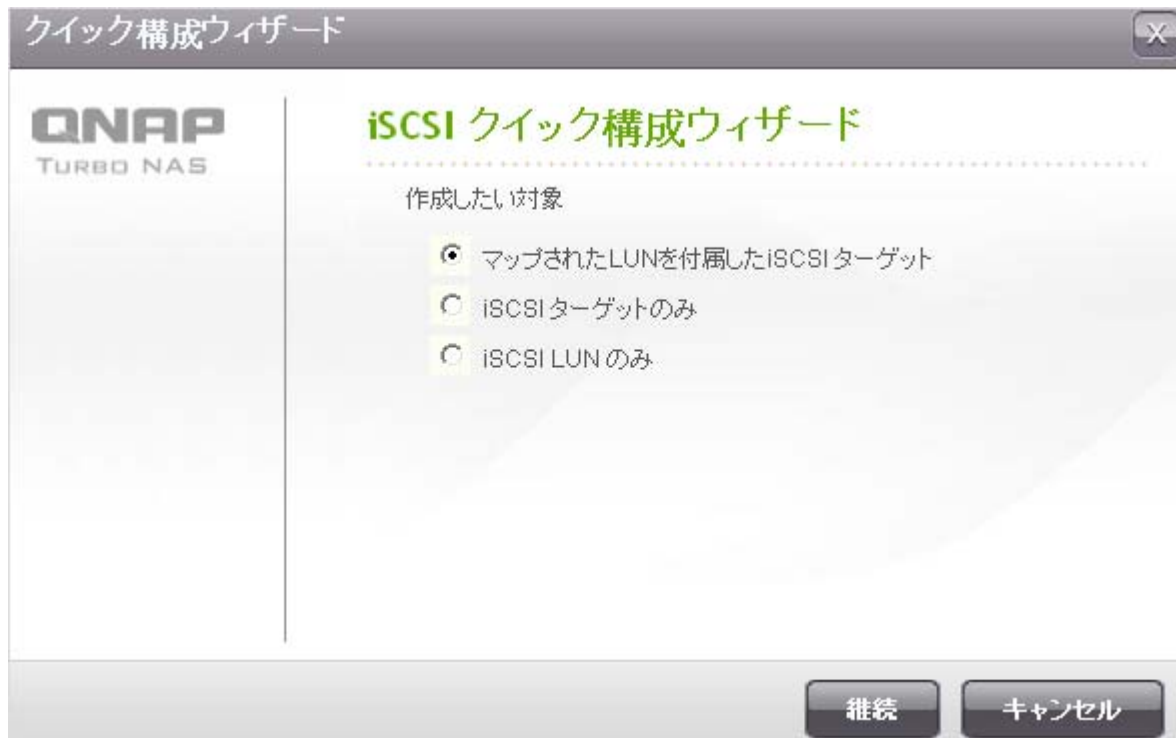 クイック構成ウィザード
X
QNAP
TURBO NAS
iSCSI クイック構成ウィザード
作成したい対象
マップされたLUNを付属したiSCSIターゲット
iSCSIターゲットのみ
iSCSI LUN のみ
継続
キャンセル